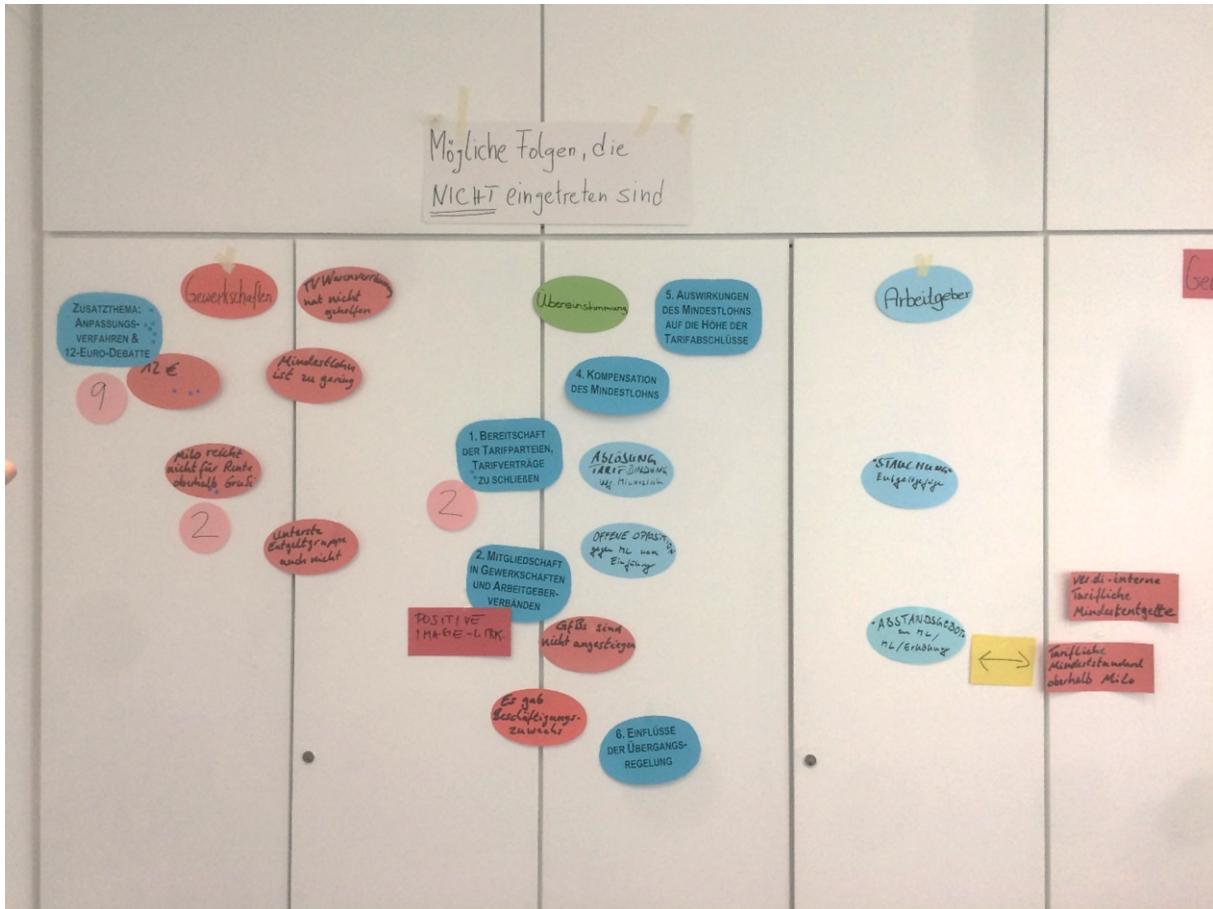 Mögliche Folgen, die
NICHT eingetreten sind
Gewerkschaften
TV
hat nicht
geholfen
ZUSATZTHEMA:
ANPASSUNGS-
VERFAHREN &
12-EURO-DEBATTE
12 €
9
Mindestlohn
ist zu gering
Milo reicht
nicht für Rente
oberhalb GruSi
2
Unterste
Entgeltgruppe
auch nicht
Übereinstimmung
5. AUSWIRKUNGEN
DES MINDESTLOHNS
AUF DIE HÖHE DER
TARIFABSCHLÜSSE
4. KOMPENSATION
DES MINDESTLOHNS
1. BEREITSCHAFT
DER TARIFPARTEIEN,
TARIFVERTRÄGE
ZU SCHLIEßEN
2
ABLÖSUNG
TARIFBINDUNG
2. MITGLIEDSCHAFT
IN GEWERKSCHAFTEN
UND ARBEITGEBER-
VERBÄNDEN
OFFENE
gegen ML
Einführung
POSITIVE
IMAGE-WIRK.
GfBs sind
nicht angestiegen
Es gab
Beschäftigungs-
zuwachs
6. EINFLÜSSE
DER ÜBERGANGS-
REGELUNG
Arbeitgeber
"STAUCHUNG"
Entgeltgefüge
"ABSTANDSGEBOT"
zu ML/
ML/Erhöhung
↔
ver di-interne
Tarifliche
Mindestentgelte
Tarifliche
Mindeststandard
oberhalb MiLo
Gew